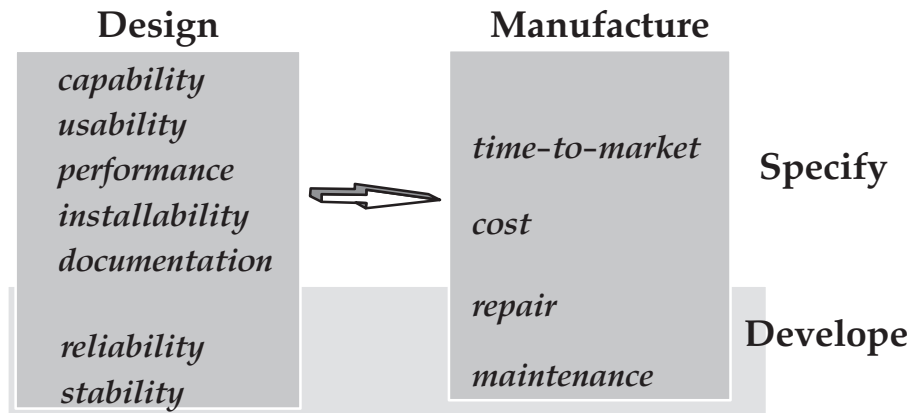 Design
capability
usability
performance
installability
documentation
reliability
stability
Manufacture
time-to-market
cost
repair
maintenance
Specify
Develope